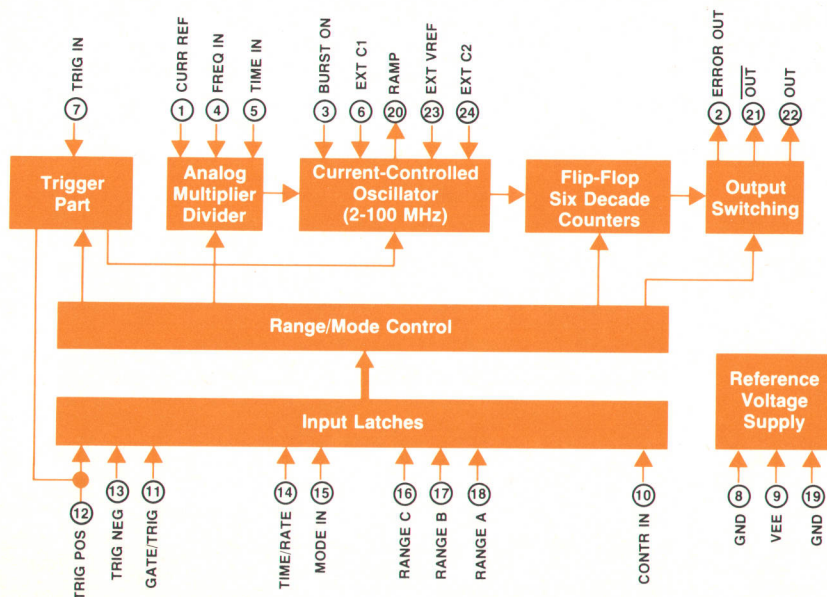 TRIG IN
7
CURR REF
1
FREQ IN
4
TIME IN
5
BURST ON
3
EXT C1
6
RAMP
20
EXT VREF
23
EXT C2
24
ERROR OUT
2
OUT
21
OUT
22
Trigger
Part
Analog
Multiplier
Divider
Current-Controlled
Oscillator
(2-100 MHz)
Flip-Flop
Six Decade
Counters
Output
Switching
Range/Mode Control
Input Latches
Reference
Voltage
Supply
12
TRIG POS
13
TRIG NEG
11
GATE/TRIG
14
TIME/RATE
15
MODE IN
16
RANGE C
17
RANGE B
18
RANGE A
10
CONTR IN
8
GND
9
VEE
19
GND